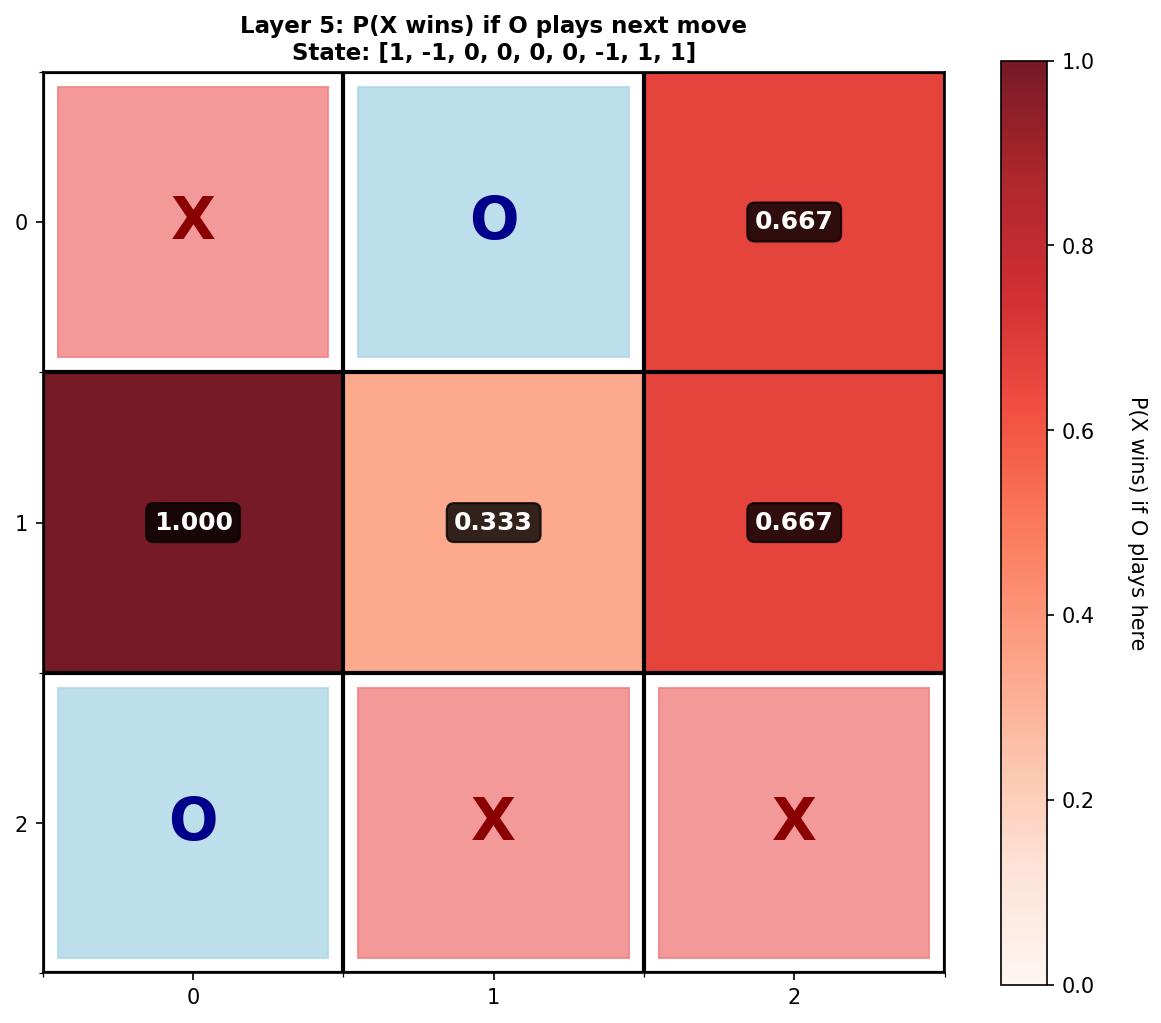 Layer 5: P(X wins) if O plays next move
State: [1, -1, 0, 0, 0, 0, -1, 1, 1]
0
X
O
0.667
1
1.000
0.333
0.667
2
O
X
X
0
1
2
1.0
0.8
0.6
0.4
0.2
0.0
P(X wins) if O plays here